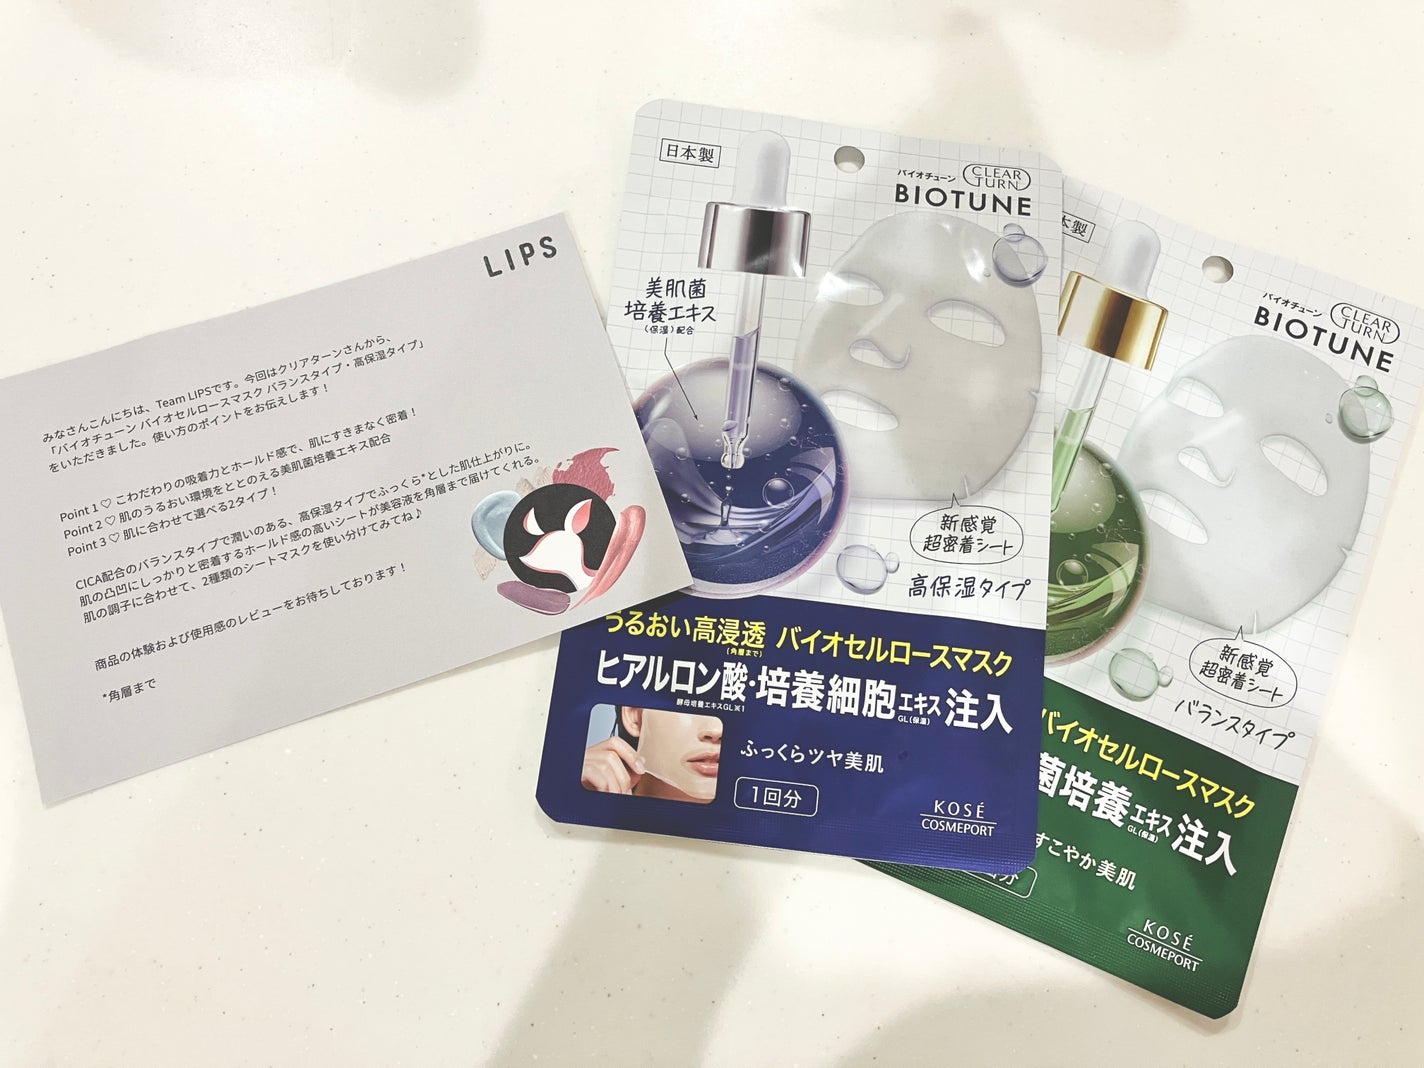 LIPS
みなさんこんにちは、Team LIPSです。今回はクリアターンさんから、
「バイオチューン バイオセルロースマスク バランスタイプ・高保湿タイプ」
をいただきました。使い方のポイントをお伝えします！
Point 1 ♡ こわだわりの吸着力とホールド感で、肌にすきまなく密着！
Point 2 ♡ 肌のうるおい環境をととのえる美肌菌培養エキス配合
Point 3 ♡ 肌に合わせて選べる2タイプ！
CICA配合のバランスタイプで潤いのある、高保湿タイプでふっくら*とした肌仕上がりに。
肌の凸凹にしっかりと密着するホールド感の高いシートが美容液を角層まで届けてくれる。
肌の調子に合わせて、2種類のシートマスクを使い分けてみてね♪
商品の体験および使用感のレビューをお待ちしております！
*角層まで
日本製
バイオチューン
CLEAR
TURN
BIOTUNE
美肌菌
培養エキス
(保湿)配合
新感覚
超密着シート
高保湿タイプ
うるおい高浸透 バイオセルロースマスク
(角層まで)
ヒアルロン酸・培養細胞エキス注入
酵母培養エキスGL※1
GL(保湿)
ふっくらツヤ美肌
1回分
KOSÉ
COSMEPORT
本製
バイオチューン
CLEAR
TURN
BIOTUNE
新感覚
超密着シート
バランスタイプ
バイオセルロースマスク
菌培養エキス注入
GL(保湿)
すこやか美肌
回分
KOSÉ
COSMEPORT